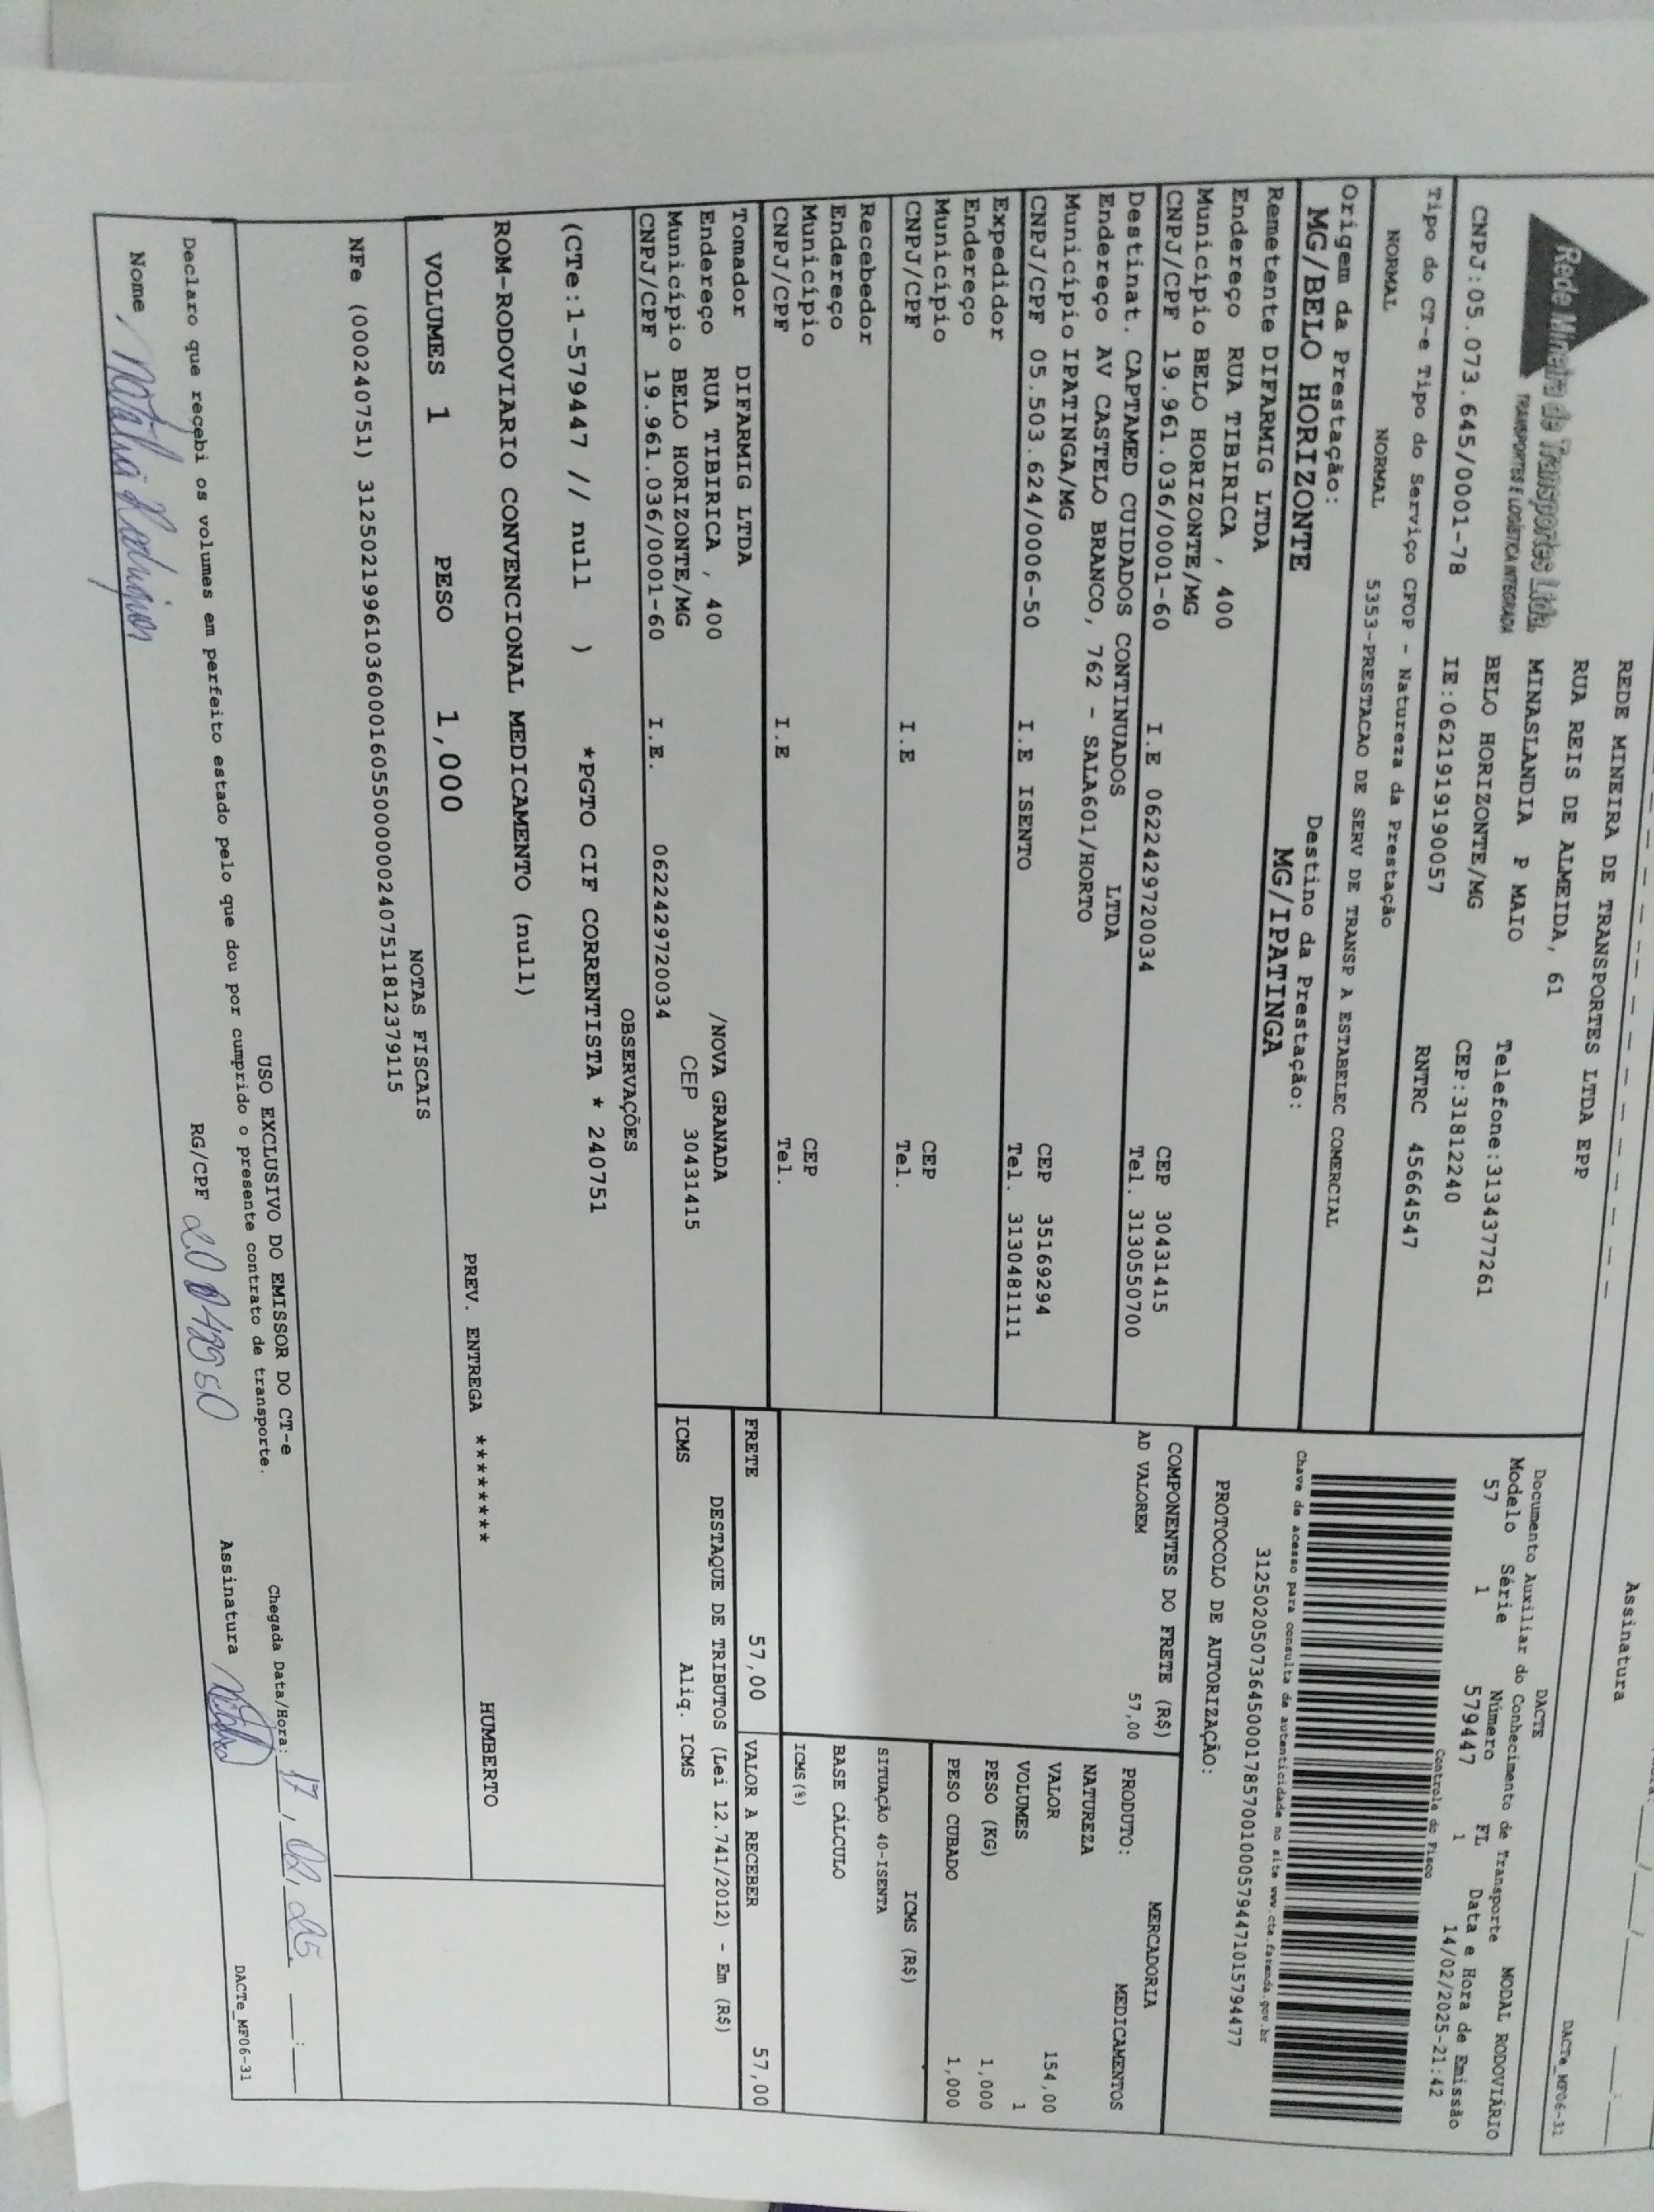 Assinatura
DACTe_MF06-31
Rede Mineira de Transportes Ltda.
TRANSPORTES E LOGÍSTICA INTEGRADA
REDE MINEIRA DE TRANSPORTES LTDA EPP
RUA REIS DE ALMEIDA, 61
MINASLANDIA P MAIO
BELO HORIZONTE/MG
Telefone:3134377261
CEP:31812240
CNPJ:05.073.645/0001-78 IE:0621919190057 RNTRC 45664547
DACTE
Documento Auxiliar do Conhecimento de Transporte MODAL RODOVIÁRIO
Modelo Série Número FL Data e Hora de Emissão
57 1 579447 1 14/02/2025-21:42
Controle do Fisco
Tipo do CT-e Tipo do Serviço CFOP - Natureza da Prestação
NORMAL NORMAL 5353-PRESTACAO DE SERV DE TRANSP A ESTABELEC COMERCIAL
Chave de acesso para consulta de autenticidade no site www.cte.fazenda.gov.br
31250205073645000178570010005794471015794477
PROTOCOLO DE AUTORIZAÇÃO:
Origem da Prestação: Destino da Prestação:
MG/BELO HORIZONTE MG/IPATINGA
Remetente DIFARMIG LTDA
Endereço RUA TIBIRICA , 400
Município BELO HORIZONTE/MG CEP 30431415
CNPJ/CPF 19.961.036/0001-60 I.E 0622429720034 Tel. 3130550700
Destinat. CAPTAMED CUIDADOS CONTINUADOS LTDA
Endereço AV CASTELO BRANCO, 762 - SALA601/HORTO
Município IPATINGA/MG CEP 35169294
CNPJ/CPF 05.503.624/0006-50 I.E ISENTO Tel. 3130481111
Expedidor
Endereço
Município CEP
CNPJ/CPF I.E Tel.
Recebedor
Endereço
Município CEP
CNPJ/CPF I.E Tel.
Tomador DIFARMIG LTDA
Endereço RUA TIBIRICA , 400 /NOVA GRANADA
Município BELO HORIZONTE/MG CEP 30431415
CNPJ/CPF 19.961.036/0001-60 I.E. 0622429720034
COMPONENTES DO FRETE (R$)
AD VALOREM 57,00
MERCADORIA
PRODUTO: MEDICAMENTOS
NATUREZA
VALOR 154,00
VOLUMES 1
PESO (KG) 1,000
PESO CUBADO 1,000
ICMS (R$)
SITUAÇÃO 40-ISENTA
BASE CÁLCULO
ICMS(%)
FRETE 57,00 VALOR A RECEBER 57,00
DESTAQUE DE TRIBUTOS (Lei 12.741/2012) - Em (R$)
ICMS Aliq. ICMS
OBSERVAÇÕES
(CTe:1-579447 // null ) *PGTO CIF CORRENTISTA * 240751
ROM-RODOVIARIO CONVENCIONAL MEDICAMENTO (null)
VOLUMES 1 PESO 1,000 PREV. ENTREGA ******** HUMBERTO
NOTAS FISCAIS
NFe (000240751) 31250219961036000160550000002407511812379115
USO EXCLUSIVO DO EMISSOR DO CT-e
Declaro que recebi os volumes em perfeito estado pelo que dou por cumprido o presente contrato de transporte.
Chegada Data/Hora: 17/02/25 __:__
Nome Natália Rodrigues RG/CPF Assinatura
DACTe_MF06-31